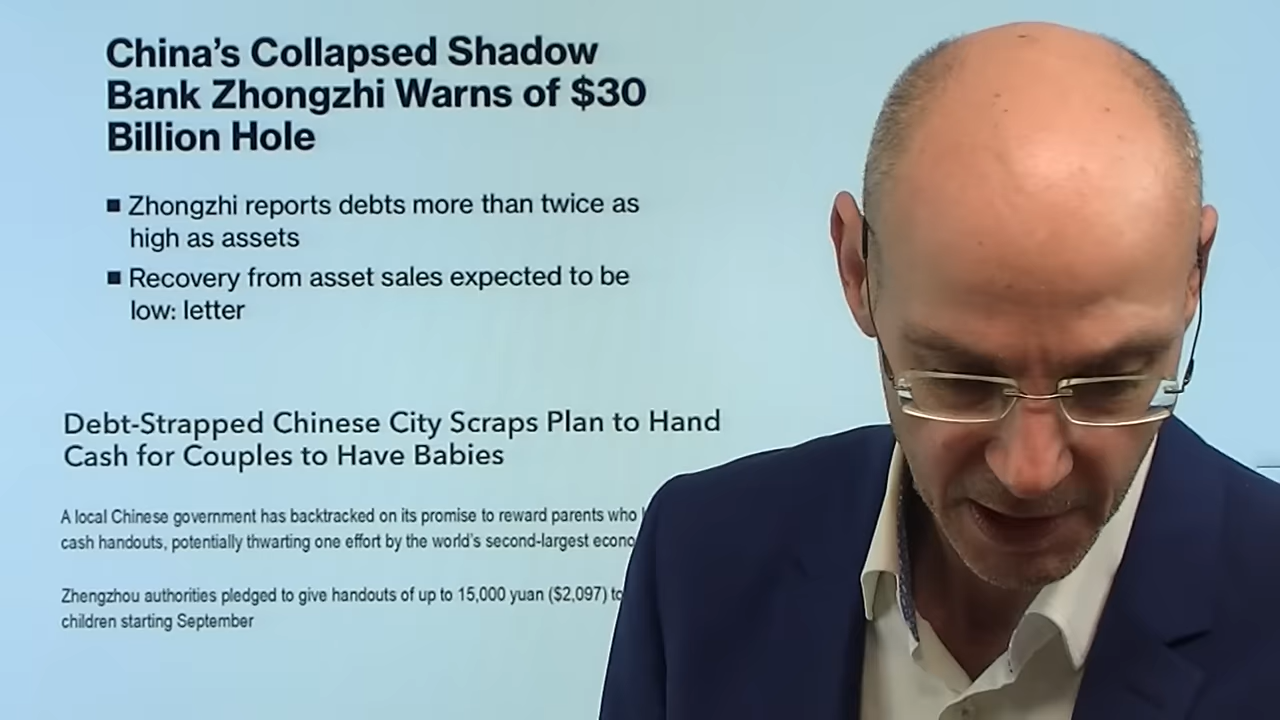 China’s Collapsed Shadow
Bank Zhongzhi Warns of $30
Billion Hole
■ Zhongzhi reports debts more than twice as
high as assets
■ Recovery from asset sales expected to be
low: letter
Debt-Strapped Chinese City Scraps Plan to Hand
Cash for Couples to Have Babies
A local Chinese government has backtracked on its promise to reward parents who
cash handouts, potentially thwarting one effort by the world’s second-largest
Zhengzhou authorities pledged to give handouts of up to 15,000 yuan ($2,097) to
children starting September